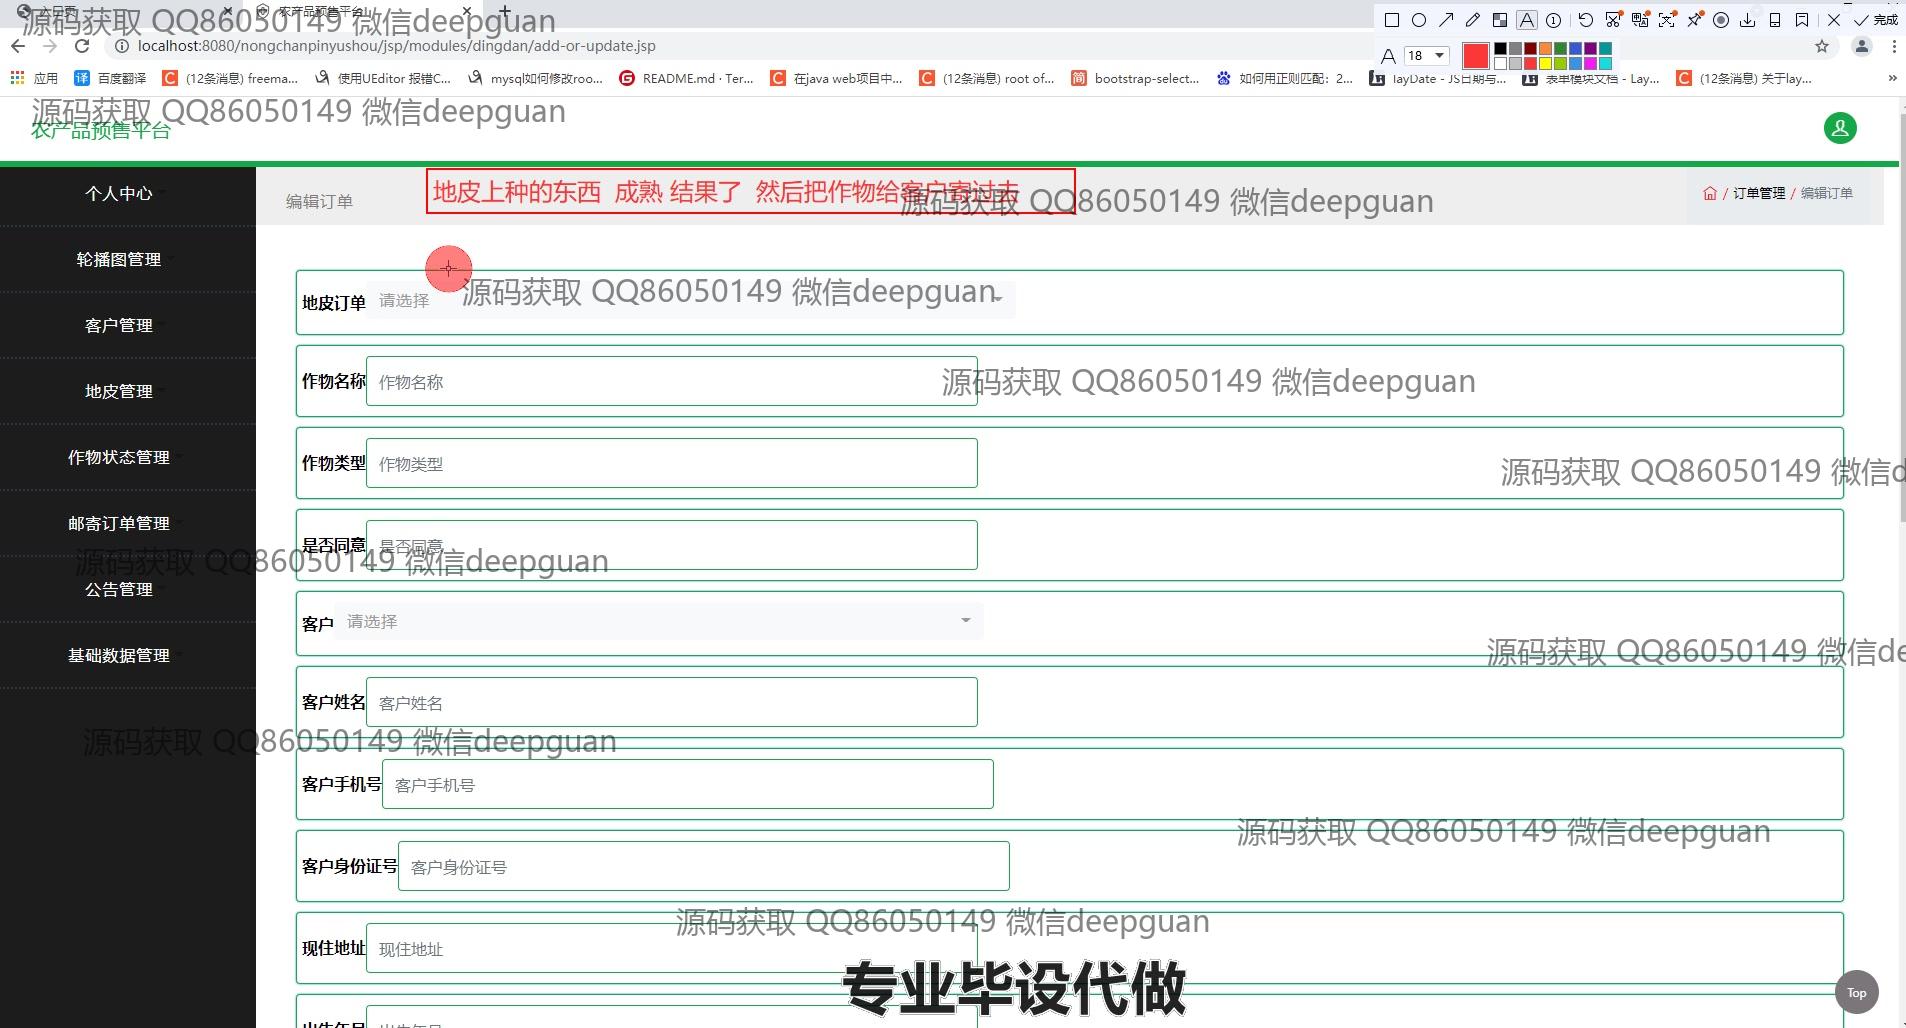 农产品预售平台
源码获取 QQ86050149 微信deepguan
完成
localhost:8080/nongchanpinyushou/jsp/modules/dingdan/add-or-update.jsp
18
应用
百度翻译
(12条消息) freema...
使用UEditor 报错C...
mysql如何修改roo...
README.md · Ter...
在java web项目中...
(12条消息) root of...
bootstrap-select...
如何用正则匹配：2...
layDate - JS日期与...
表单模块文档 - Lay...
(12条消息) 关于lay...
源码获取 QQ86050149 微信deepguan
农产品预售平台
个人中心
轮播图管理
客户管理
地皮管理
作物状态管理
邮寄订单管理
公告管理
基础数据管理
编辑订单
地皮上种的东西 成熟 结果了 然后把作物给客户寄过去
源码获取 QQ86050149 微信deepguan
/ 订单管理 / 编辑订单
地皮订单 请选择
源码获取 QQ86050149 微信deepguan
作物名称 作物名称
源码获取 QQ86050149 微信deepguan
作物类型 作物类型
源码获取 QQ86050149 微信d
是否同意 是否同意
源码获取 QQ86050149 微信deepguan
客户 请选择
源码获取 QQ86050149 微信de
客户姓名 客户姓名
源码获取 QQ86050149 微信deepguan
客户手机号 客户手机号
源码获取 QQ86050149 微信deepguan
客户身份证号 客户身份证号
源码获取 QQ86050149 微信deepguan
现住地址 现住地址
专业毕设代做
Top